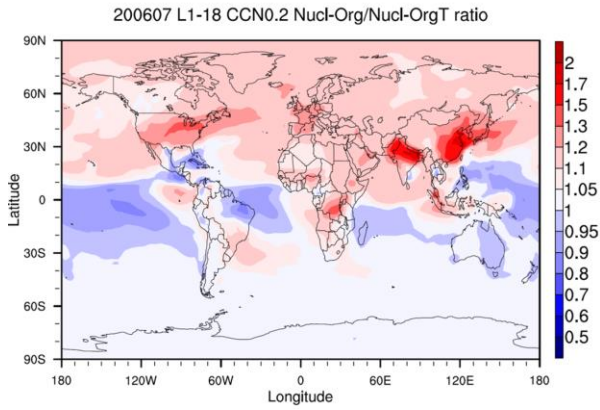 200607 L1-18 CCN0.2 Nucl-Org/Nucl-OrgT ratio
90N
60N
30N
0
30S
60S
90S
Latitude
180
120W
60W
0
60E
120E
180
Longitude
2
1.7
1.5
1.3
1.2
1.1
1.05
1
0.95
0.9
0.8
0.7
0.6
0.5